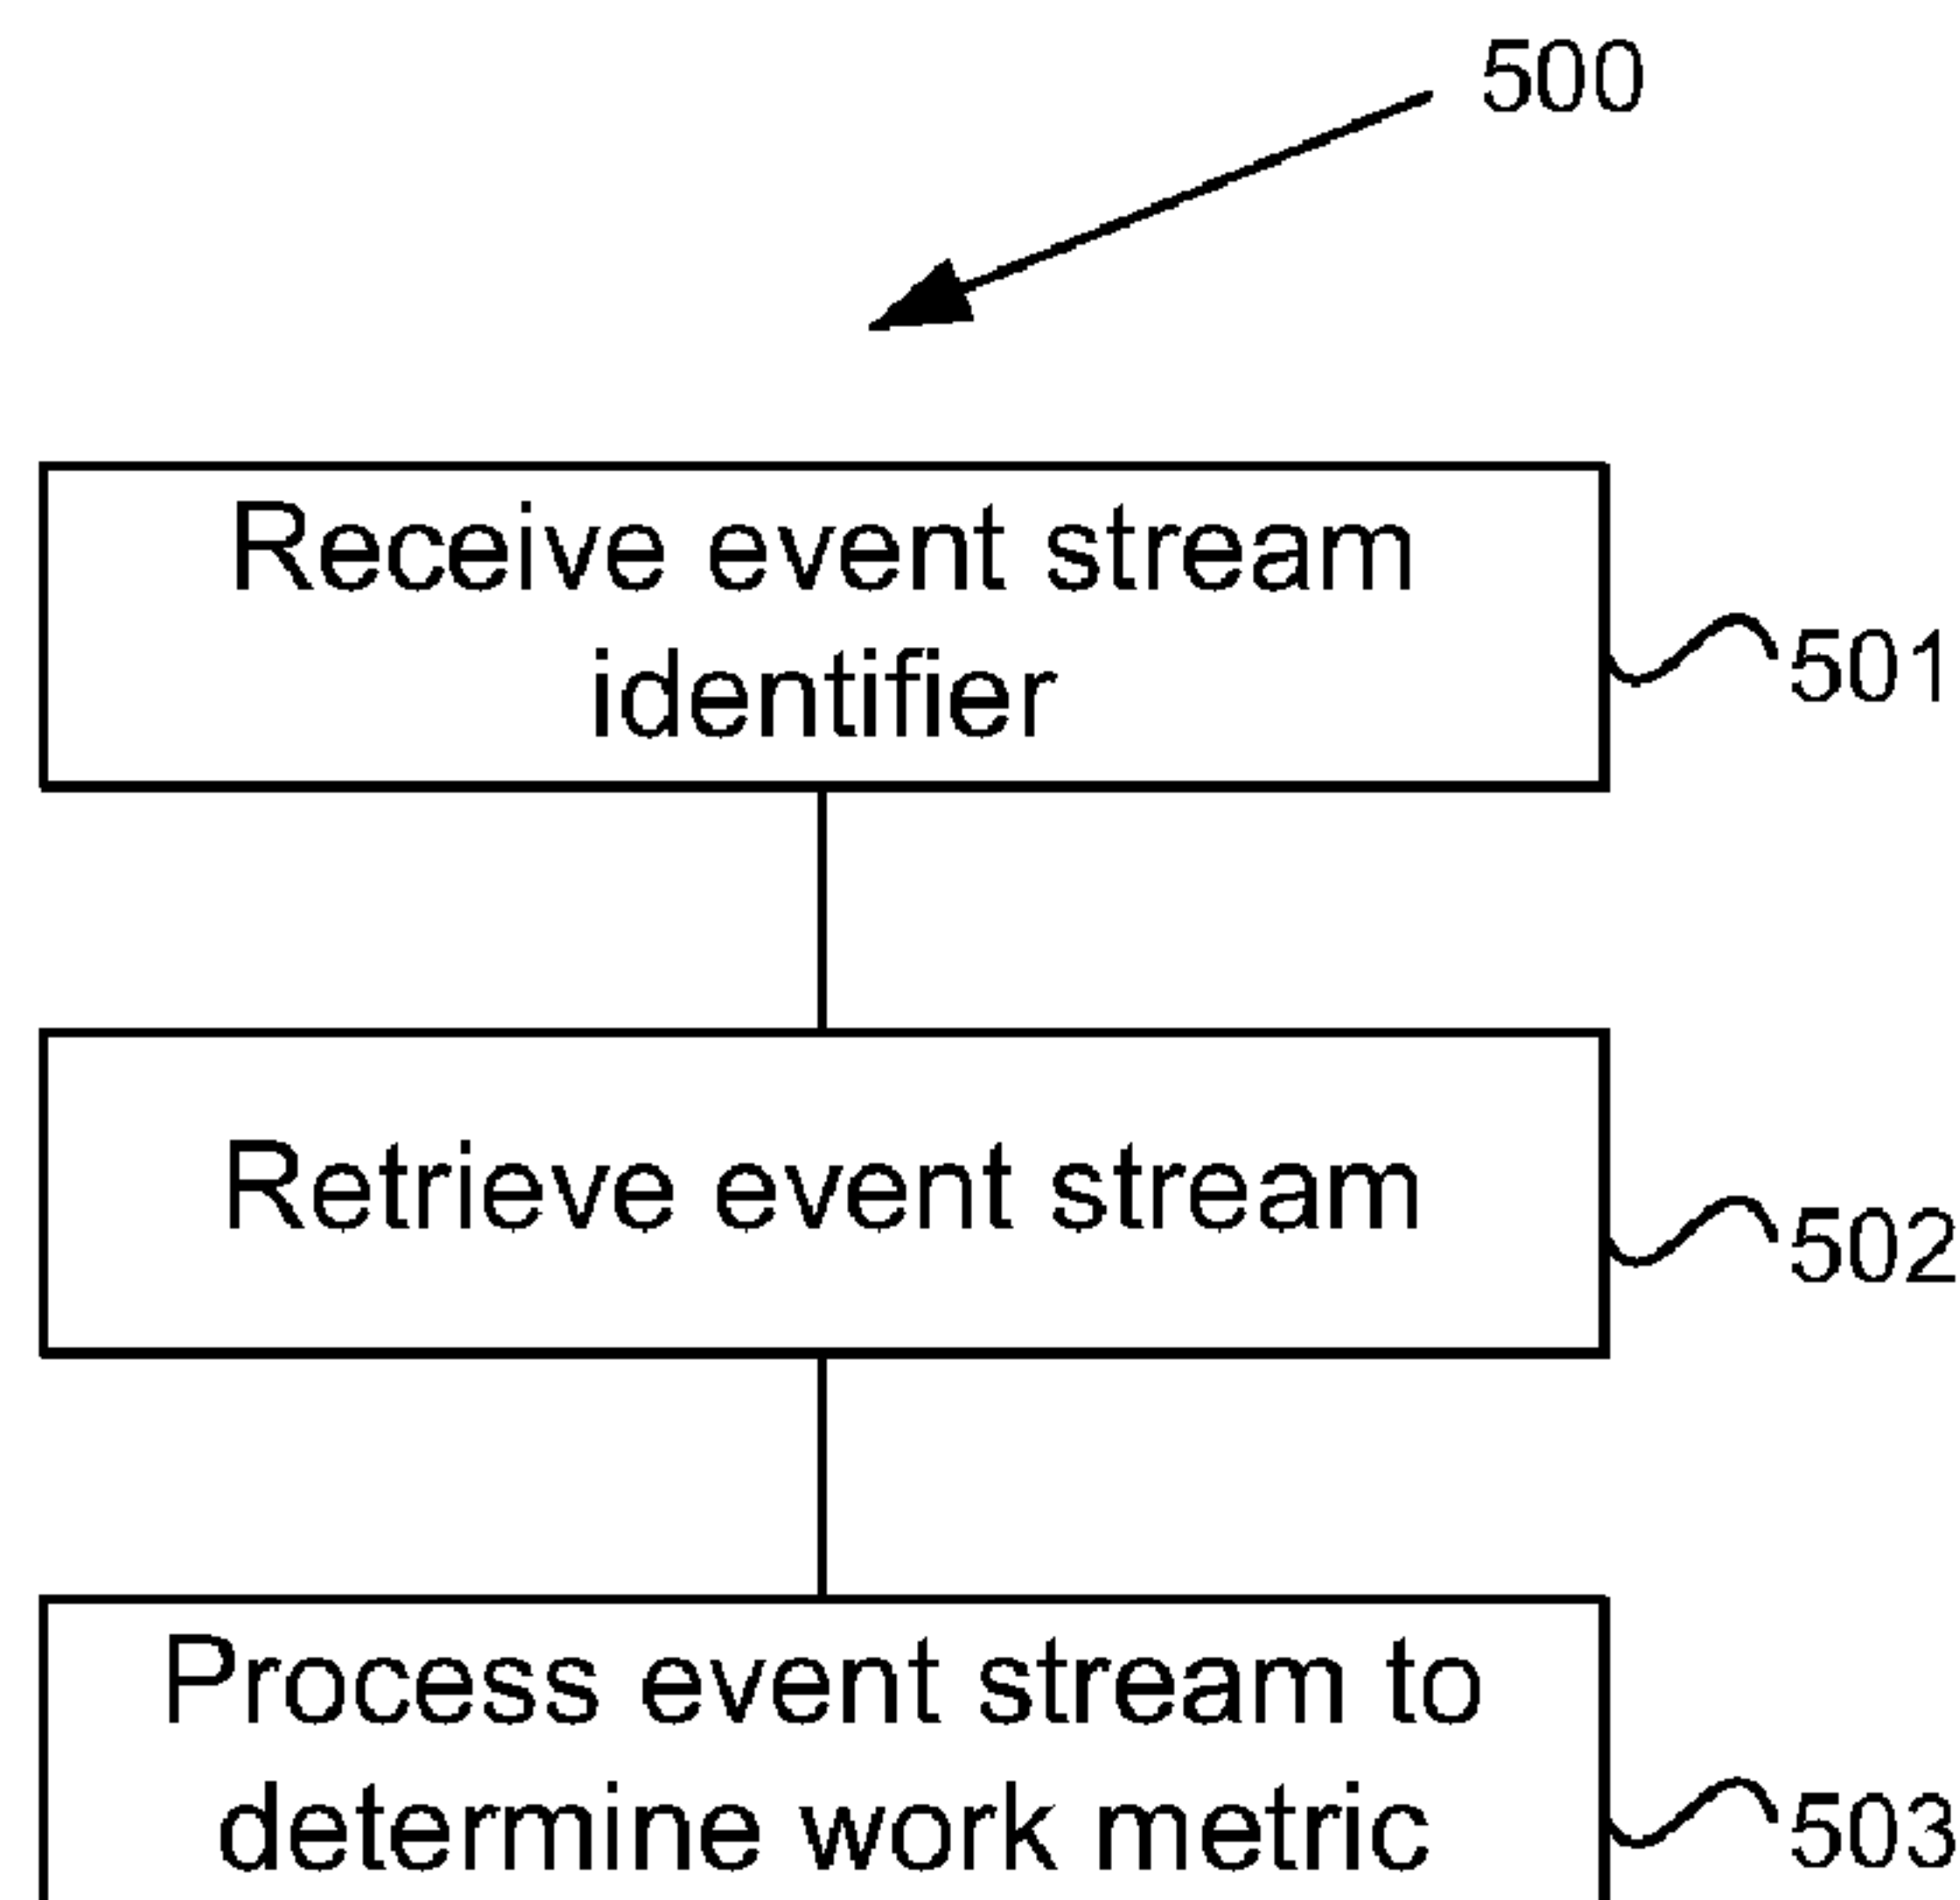 500
Receive event stream
identifier
501
Retrieve event stream
502
Process event stream to
determine work metric
503